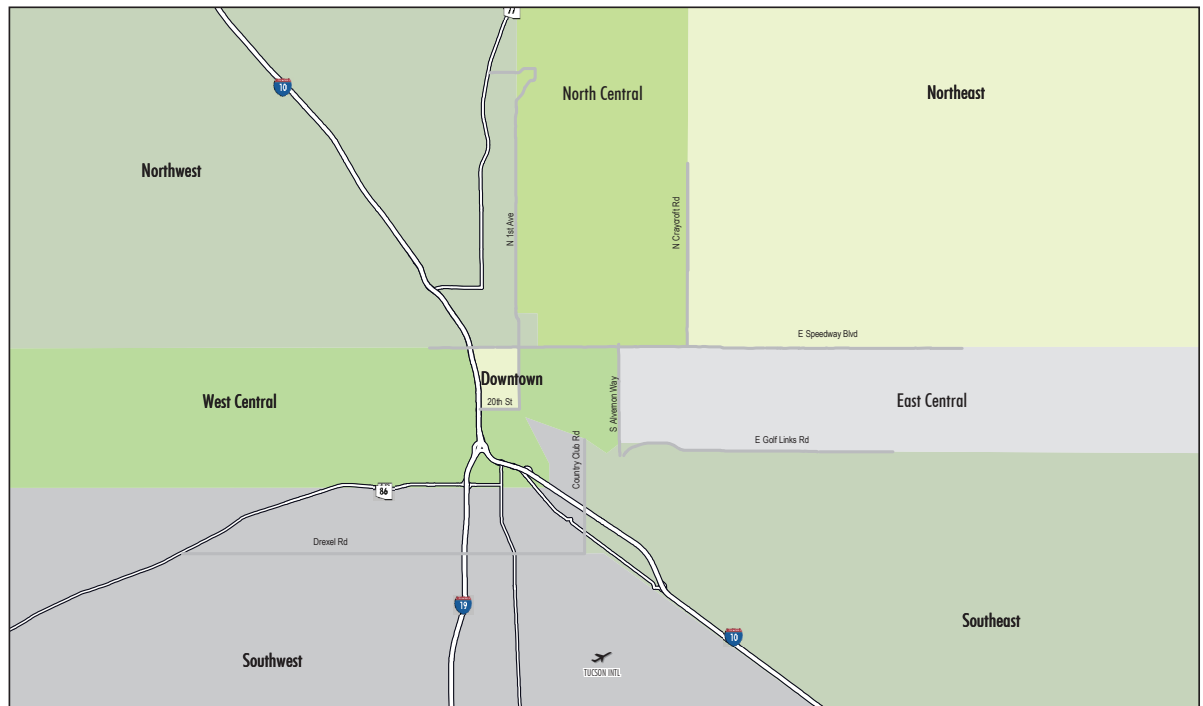 77
10
North Central
Northeast
Northwest
N 1st Ave
N Craycroft Rd
E Speedway Blvd
Downtown
20th St
West Central
S Alvernon Way
East Central
E Golf Links Rd
Country Club Rd
86
Drexel Rd
19
10
Southeast
Southwest
TUCSON INTL